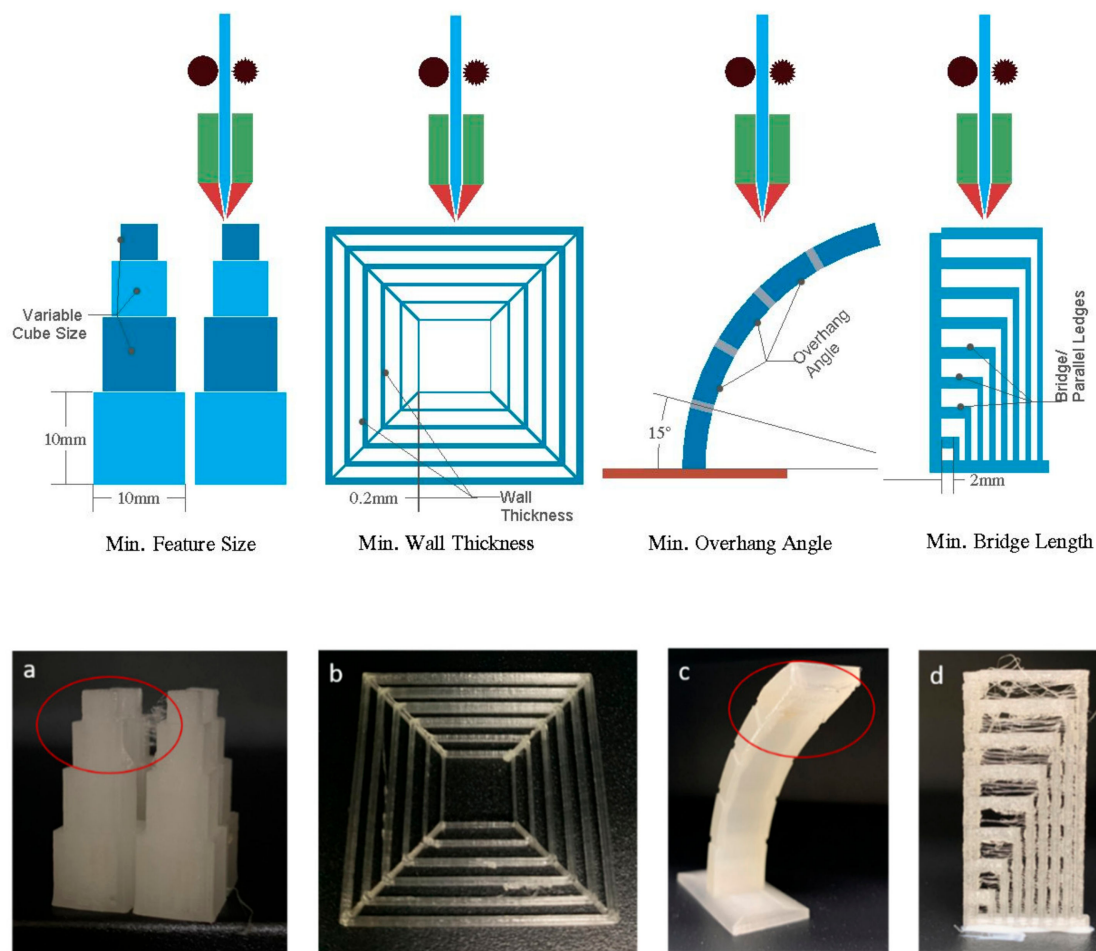 Variable
Cube Size
10mm
10mm
Min. Feature Size
0.2mm
Wall
Thickness
Min. Wall Thickness
15°
Overhang
Angle
Min. Overhang Angle
Bridge/
Parallel Ledges
2mm
Min. Bridge Length
a
b
c
d